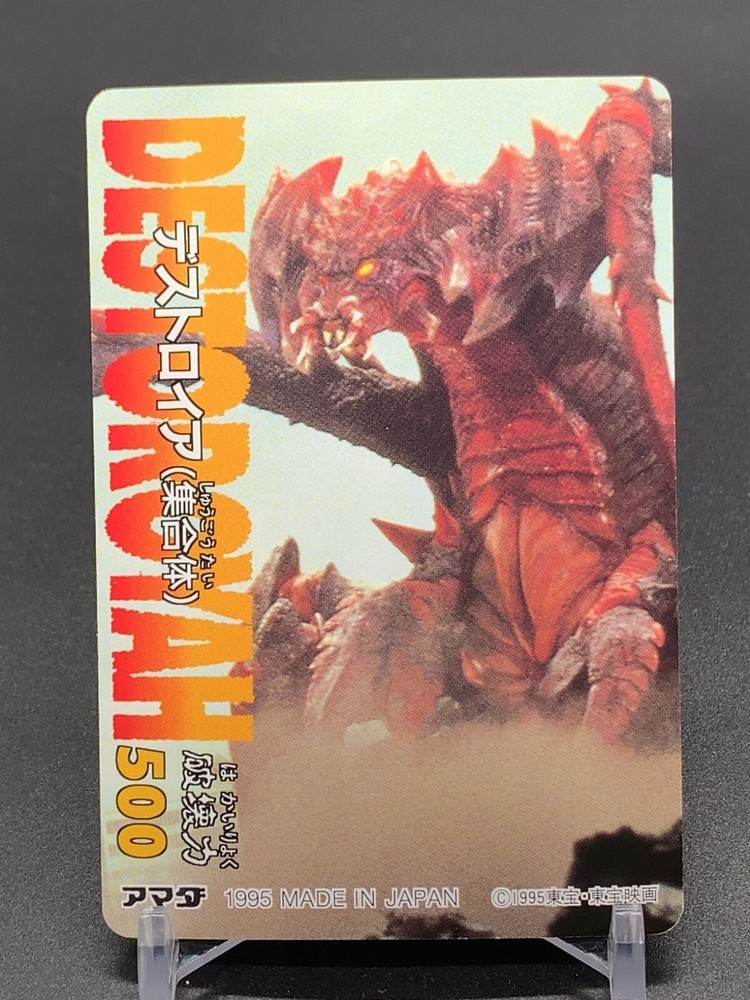 DESTOROYAH
デストロイア(集合体)
しゅうごうたい
はかいりょく
破壊力
500
アマダ 1995 MADE IN JAPAN ©1995東宝・東宝映画